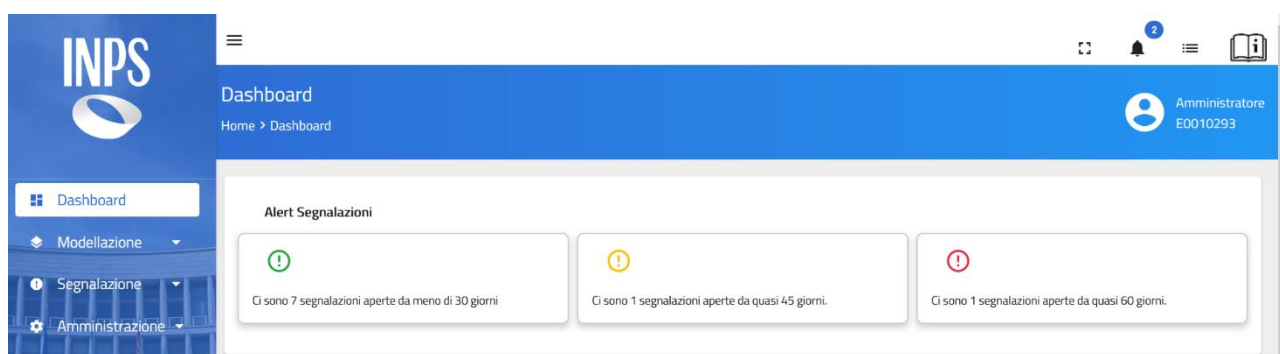 INPS
2
Dashboard
Home > Dashboard
Amministratore
E0010293
Dashboard
Modellazione
Segnalazione
Amministrazione
Alert Segnalazioni
Ci sono 7 segnalazioni aperte da meno di 30 giorni
Ci sono 1 segnalazioni aperte da quasi 45 giorni.
Ci sono 1 segnalazioni aperte da quasi 60 giorni.